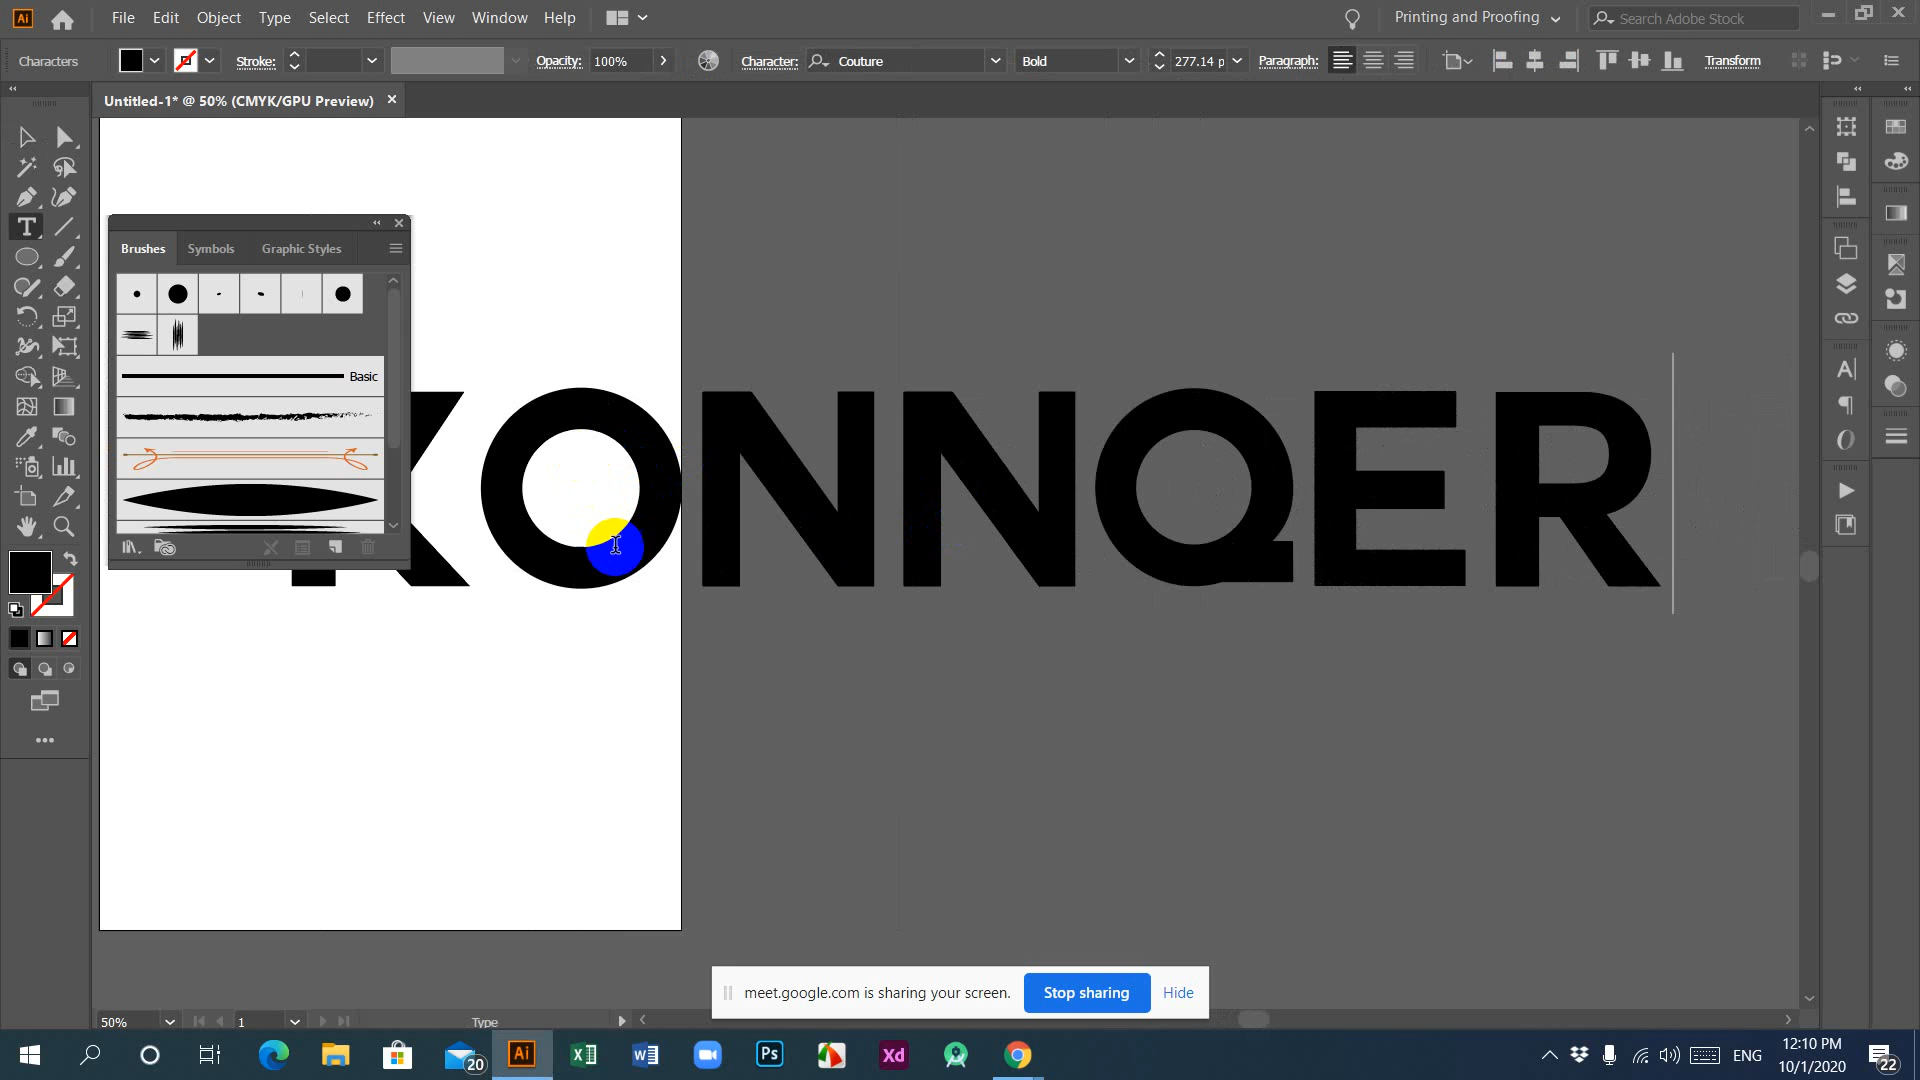 Ai File Edit Object Type Select Effect View Window Help Printing and Proofing Search Adobe Stock
Characters Stroke: Opacity: 100% Character: Couture Bold 277.14 p Paragraph: Transform
Untitled-1* @ 50% (CMYK/GPU Preview)
Brushes Symbols Graphic Styles
Basic
KONNQER
meet.google.com is sharing your screen. Stop sharing Hide
50% 1 Type
20 Ai Ps Xd ENG 12:10 PM
10/1/2020 22